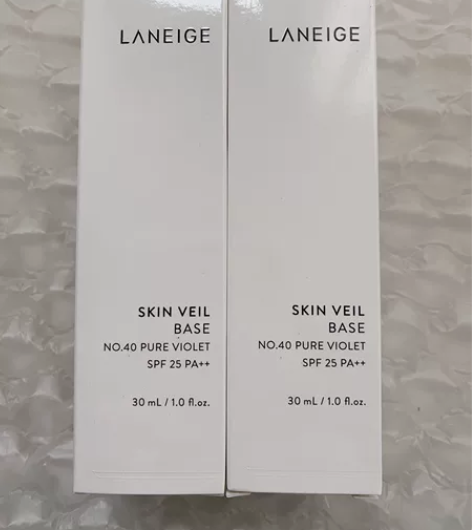 LANEIGE
SKIN VEIL
BASE
NO.40 PURE VIOLET
SPF 25 PA++
30 mL / 1.0 fl.oz.
LANEIGE
SKIN VEIL
BASE
NO.40 PURE VIOLET
SPF 25 PA++
30 mL / 1.0 fl.oz.